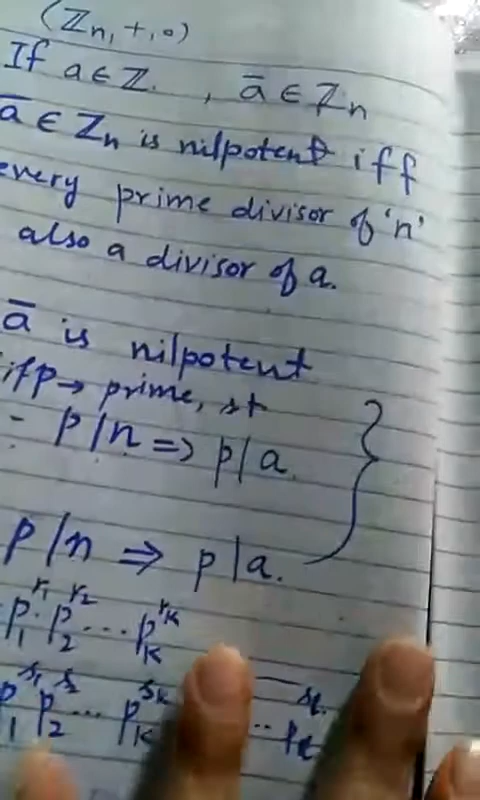 (Zn, +, ∘)
If a ∈ Z. , ā ∈ Zn
ā ∈ Zn is nilpotent iff
every prime divisor of 'n'
also a divisor of a.
ā is nilpotent
if p → prime, st
- p/n ⇒ p/a.
p/n ⇒ p/a.
p₁^r₁ p₂^r₂ ... pₖ^rₖ
p₁^s₁ p₂^s₂ ... pₖ^sₖ